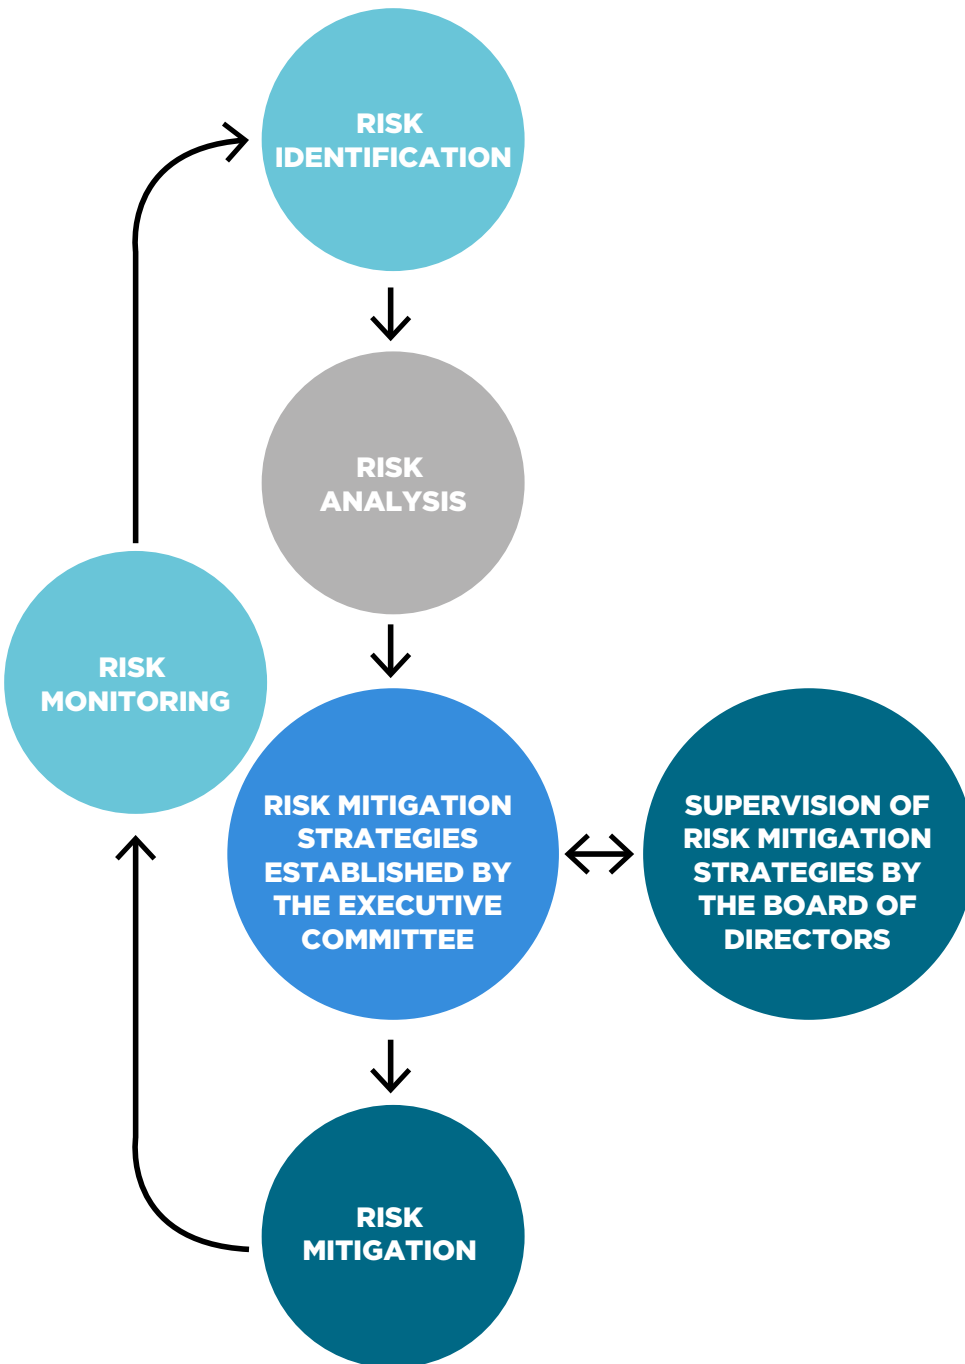 RISK
IDENTIFICATION
RISK
ANALYSIS
RISK
MONITORING
RISK MITIGATION
STRATEGIES
ESTABLISHED BY
THE EXECUTIVE
COMMITTEE
SUPERVISION OF
RISK MITIGATION
STRATEGIES BY
THE BOARD OF
DIRECTORS
RISK
MITIGATION